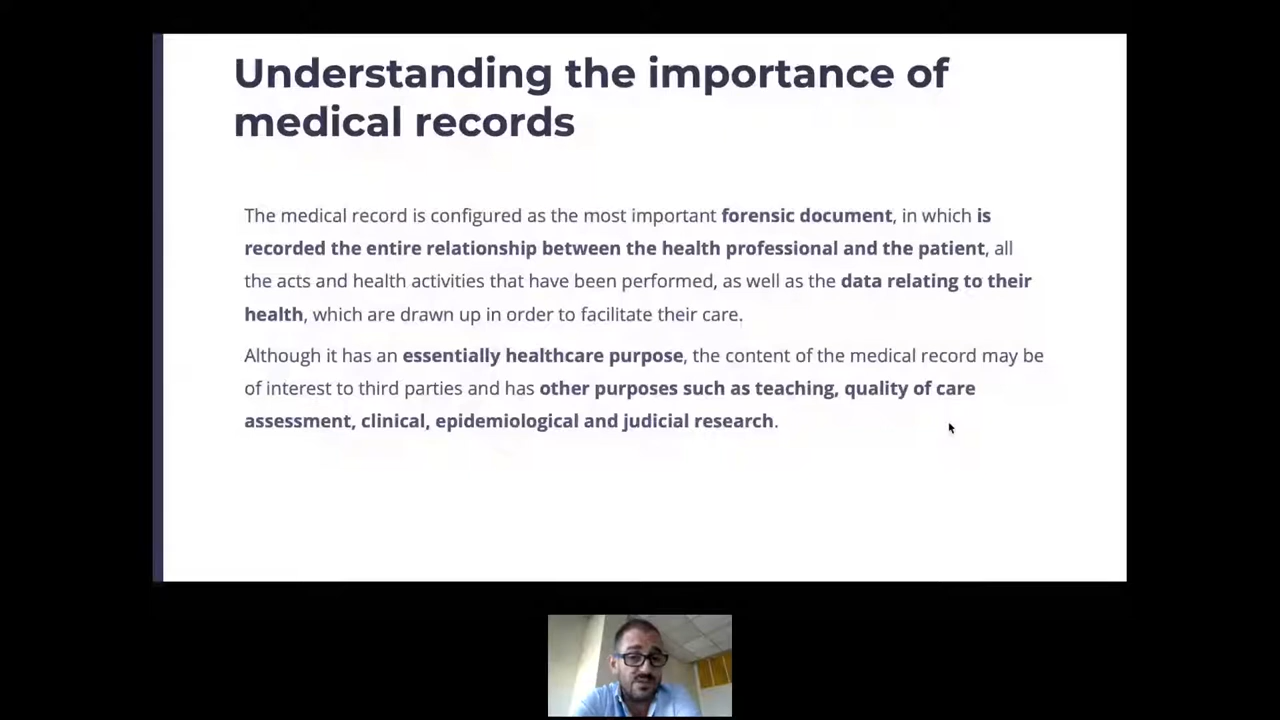 Understanding the importance of
medical records
The medical record is configured as the most important forensic document, in which is
recorded the entire relationship between the health professional and the patient, all
the acts and health activities that have been performed, as well as the data relating to their
health, which are drawn up in order to facilitate their care.
Although it has an essentially healthcare purpose, the content of the medical record may be
of interest to third parties and has other purposes such as teaching, quality of care
assessment, clinical, epidemiological and judicial research.